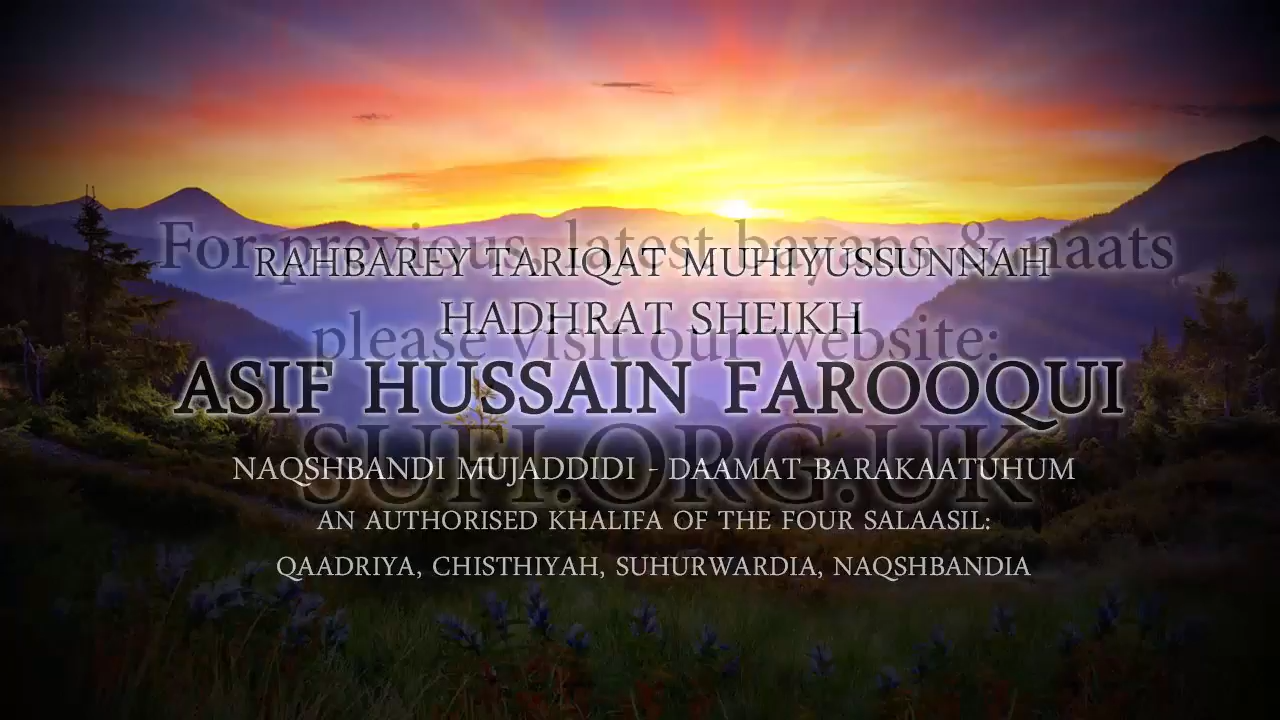 For previous, latest bayans & naats
RAHBAREY TARIQAT MUHIYUSSUNNAH
HADHRAT SHEIKH
please visit our website:
ASIF HUSSAIN FAROOQUI
SUFI.ORG.UK
NAQSHBANDI MUJADDIDI - DAAMAT BARAKAATUHUM
AN AUTHORISED KHALIFA OF THE FOUR SALAASIL:
QAADRIYA, CHISTHIYAH, SUHURWARDIA, NAQSHBANDIA